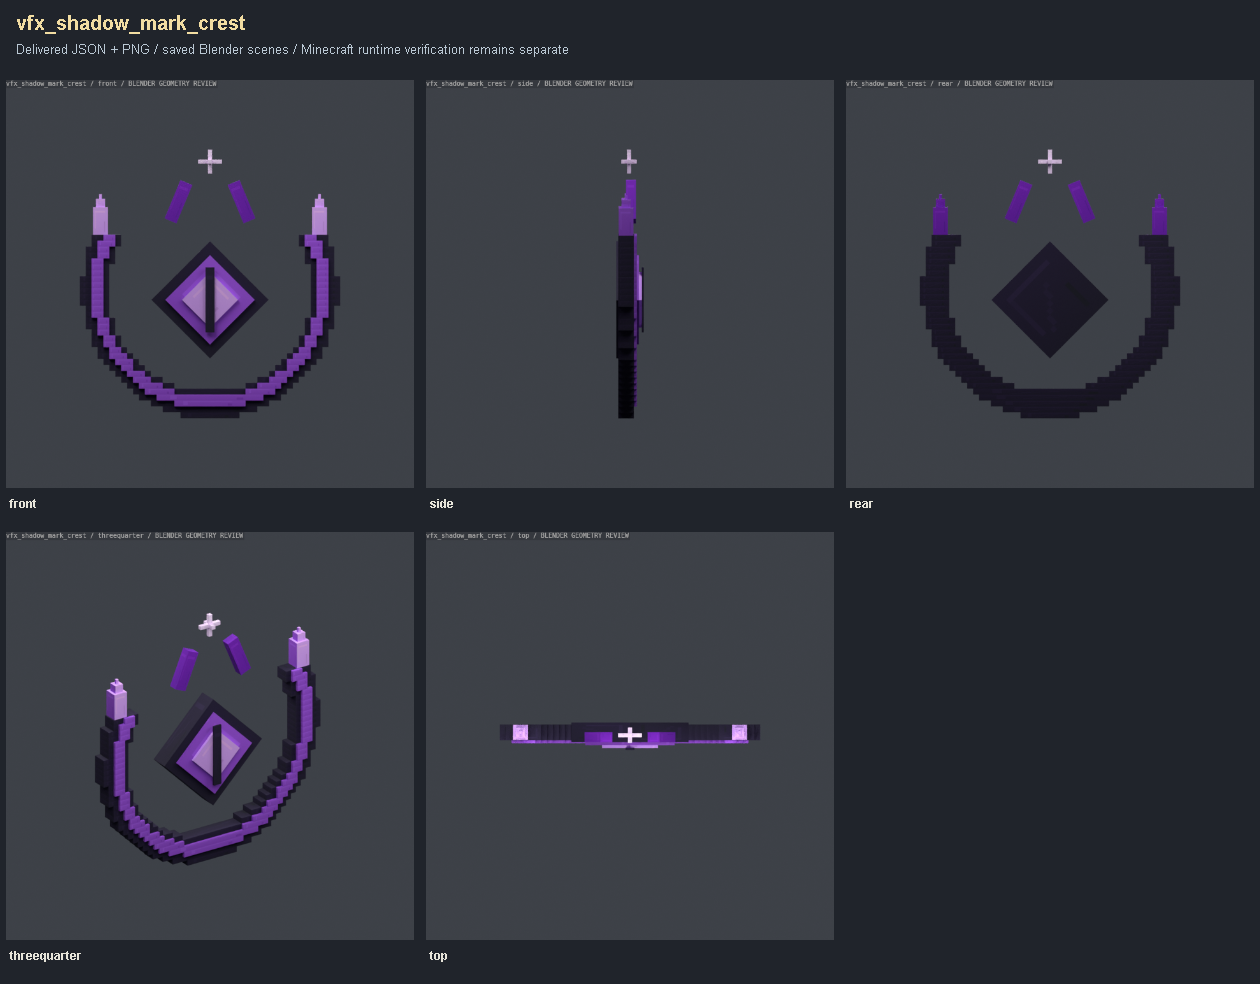 vfx_shadow_mark_crest
Delivered JSON + PNG / saved Blender scenes / Minecraft runtime verification remains separate
vfx_shadow_mark_crest / front / BLENDER GEOMETRY REVIEW
vfx_shadow_mark_crest / side / BLENDER GEOMETRY REVIEW
vfx_shadow_mark_crest / rear / BLENDER GEOMETRY REVIEW
front
side
rear
vfx_shadow_mark_crest / threequarter / BLENDER GEOMETRY REVIEW
vfx_shadow_mark_crest / top / BLENDER GEOMETRY REVIEW
threequarter
top